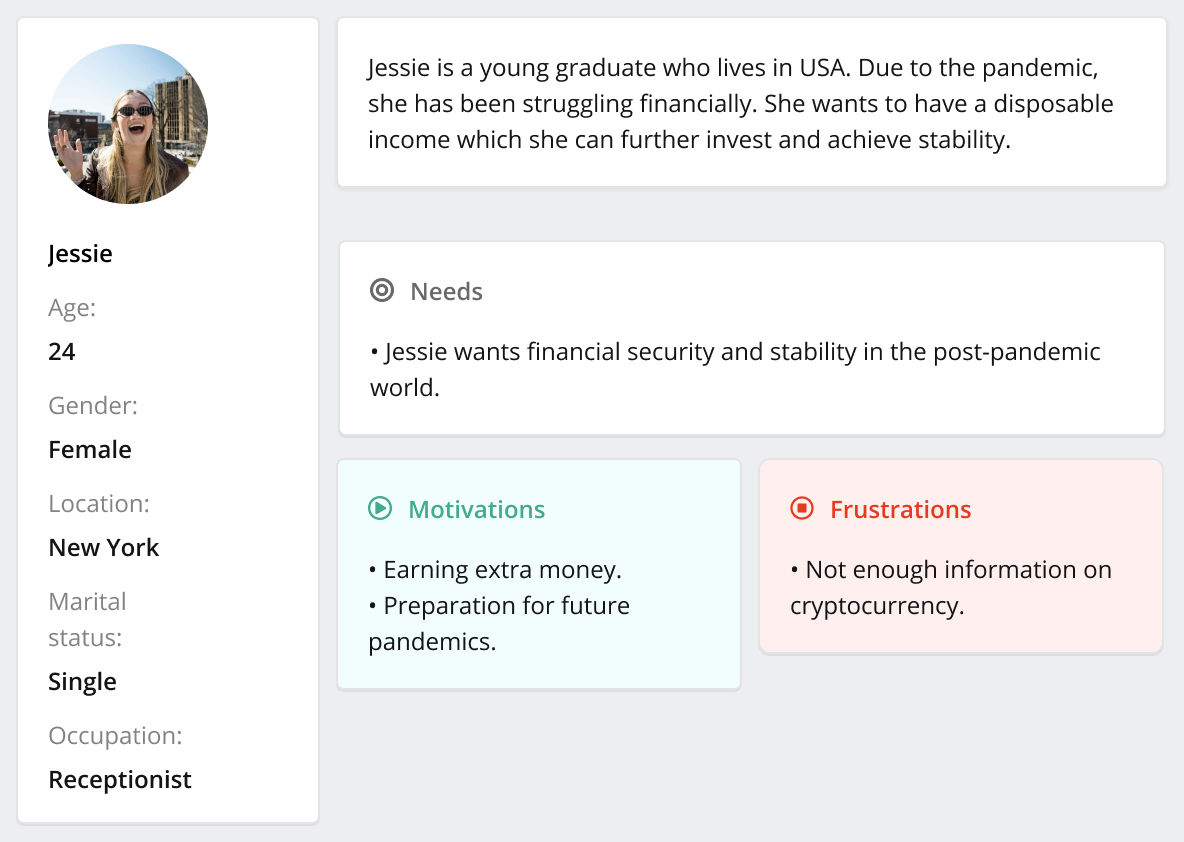 Jessie
Age:
24
Gender:
Female
Location:
New York
Marital
status:
Single
Occupation:
Receptionist
Jessie is a young graduate who lives in USA. Due to the pandemic,
she has been struggling financially. She wants to have a disposable
income which she can further invest and achieve stability.
Needs
• Jessie wants financial security and stability in the post-pandemic
world.
Motivations
• Earning extra money.
• Preparation for future
pandemics.
Frustrations
• Not enough information on
cryptocurrency.